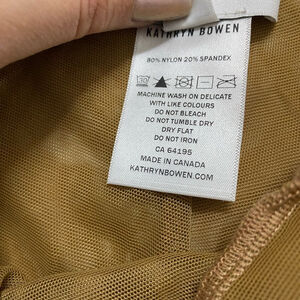 KATHRYN BOWEN
80% NYLON 20% SPANDEX
MACHINE WASH ON DELICATE
WITH LIKE COLOURS
DO NOT BLEACH
DO NOT TUMBLE DRY
DRY FLAT
DO NOT IRON
CA 64195
MADE IN CANADA
KATHRYNBOWEN.COM